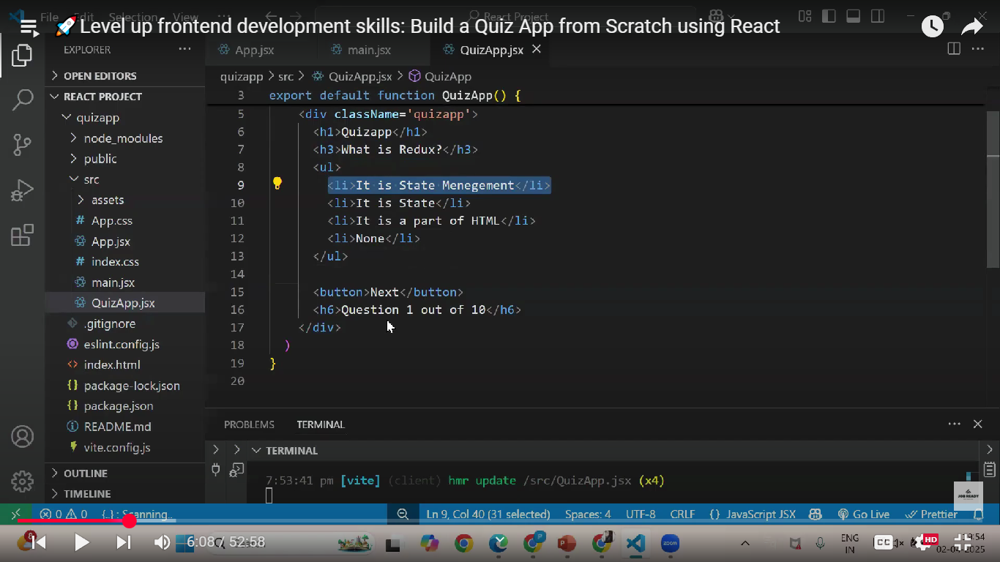 File Edit Selection View ... React Project
🚀 Level up frontend development skills: Build a Quiz App from Scratch using React
EXPLORER ...
App.jsx main.jsx QuizApp.jsx
OPEN EDITORS
REACT PROJECT
quizapp
node_modules
public
src
assets
App.css
App.jsx
index.css
main.jsx
QuizApp.jsx
.gitignore
eslint.config.js
index.html
package-lock.json
package.json
README.md
vite.config.js
OUTLINE
TIMELINE
quizapp > src > QuizApp.jsx > QuizApp
3 export default function QuizApp() {
5 <div className='quizapp'>
6 <h1>Quizapp</h1>
7 <h3>What is Redux?</h3>
8 <ul>
9 <li>It is State Menegement</li>
10 <li>It is State</li>
11 <li>It is a part of HTML</li>
12 <li>None</li>
13 </ul>
14
15 <button>Next</button>
16 <h6>Question 1 out of 10</h6>
17 </div>
18 )
19 }
20
PROBLEMS TERMINAL
TERMINAL
7:53:41 pm [vite] (client) hmr update /src/QuizApp.jsx (x4)
JOB READY
0 0 {..} : Scanning.. Ln 9, Col 40 (31 selected) Spaces: 4 UTF-8 CRLF {} JavaScript JSX Go Live Prettier
6:08 / 52:58
zoom
ENG
IN
CC
HD
02-04-2025